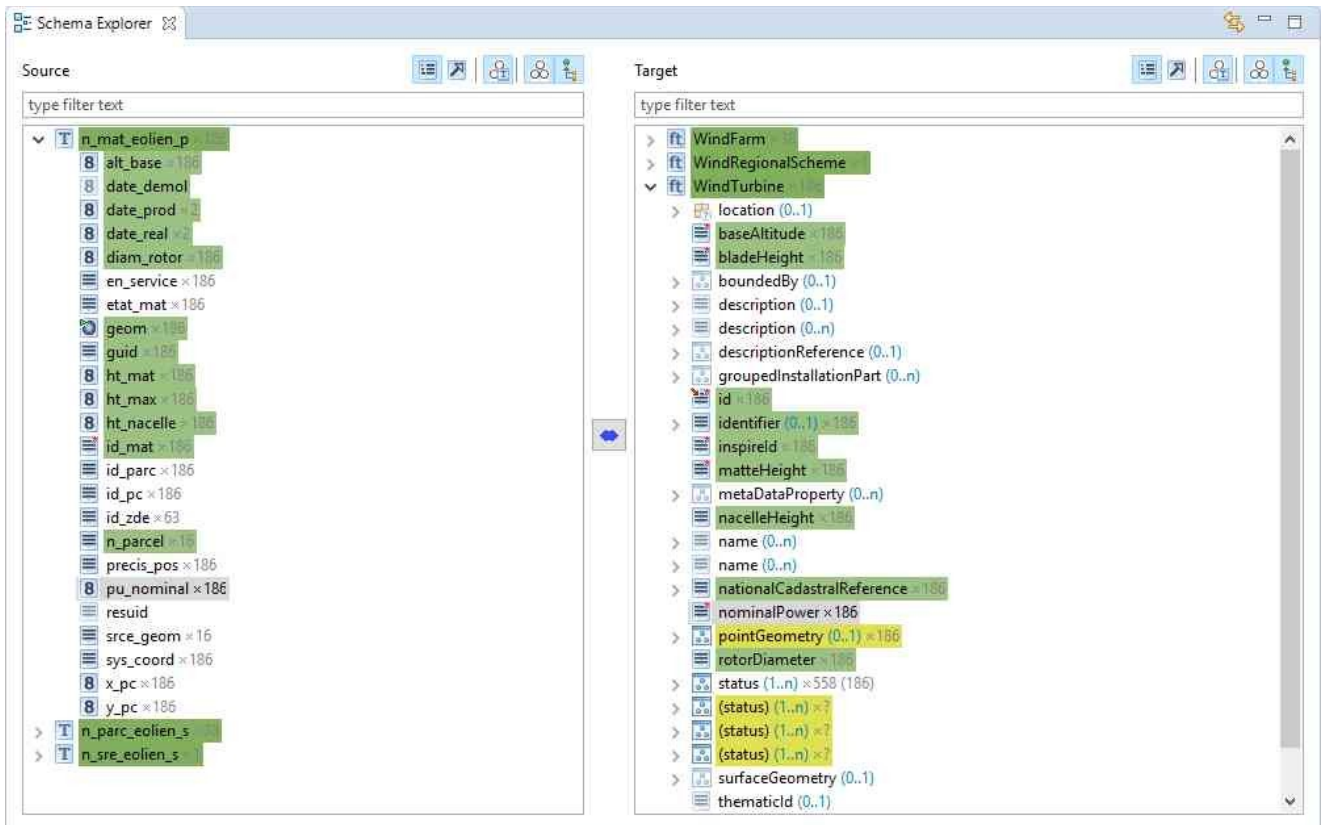 Schema Explorer
Source
type filter text
n_mat_eolien_p
alt_base ×186
date_demol
date_prod ×2
date_real ×2
diam_rotor ×186
en_service ×186
etat_mat ×186
geom ×186
guid ×186
ht_mat ×186
ht_max ×186
ht_nacelle ×186
id_mat ×186
id_parc ×186
id_pc ×186
id_zde ×63
n_parcel ×16
precis_pos ×186
pu_nominal ×186
resuid
srce_geom ×16
sys_coord ×186
x_pc ×186
y_pc ×186
n_parc_eolien_s
n_sre_eolien_s
Target
type filter text
WindFarm
WindRegionalScheme
WindTurbine
location (0..1)
baseAltitude ×186
bladeHeight ×186
boundedBy (0..1)
description (0..1)
description (0..n)
descriptionReference (0..1)
groupedInstallationPart (0..n)
id ×186
identifier (0..1) ×186
inspireId ×186
matteHeight ×186
metaDataProperty (0..n)
nacelleHeight ×186
name (0..n)
name (0..n)
nationalCadastralReference ×186
nominalPower ×186
pointGeometry (0..1) ×186
rotorDiameter ×186
status (1..n) ×558 (186)
(status) (1..n) ×?
(status) (1..n) ×?
(status) (1..n) ×?
surfaceGeometry (0..1)
thematicId (0..1)